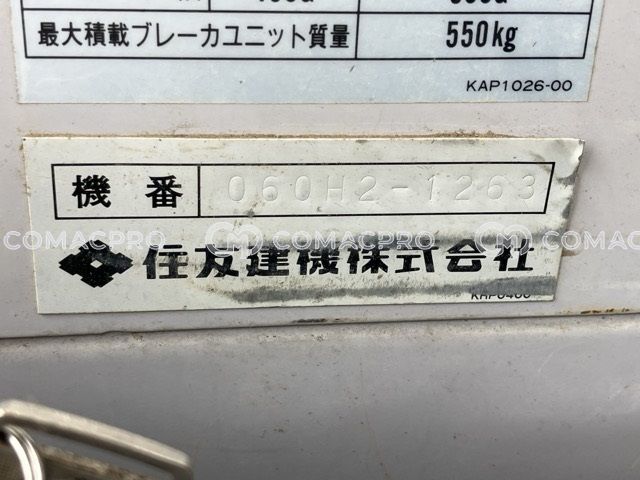 最大積載ブレーカユニット質量 550kg
KAP1026-00
機番 060H2-1263
COMACPRO COMACPRO COMACPRO
住友建機株式会社